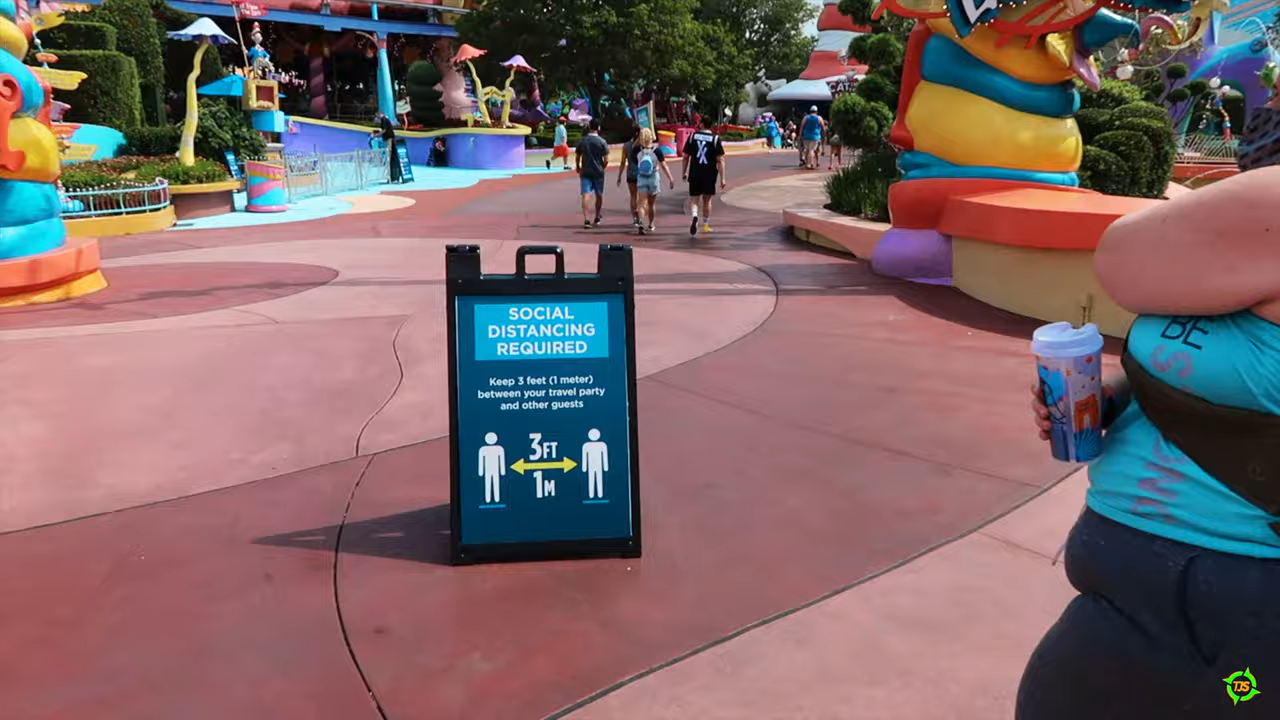 SOCIAL
DISTANCING
REQUIRED
Keep 3 feet (1 meter)
between your travel party
and other guests
3FT
1M
BE
TJS